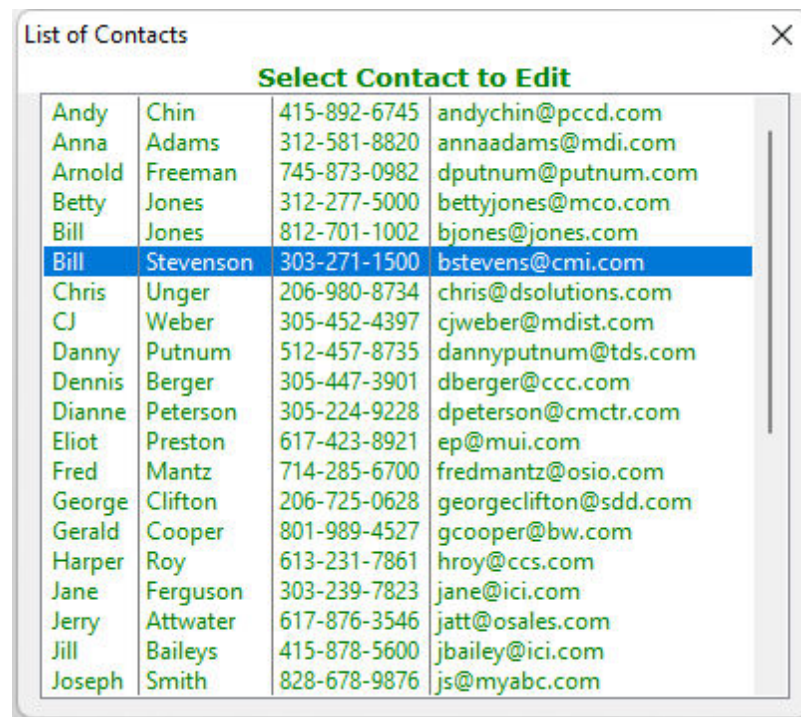 List of Contacts
Select Contact to Edit
Andy Chin 415-892-6745 andychin@pccd.com
Anna Adams 312-581-8820 annaadams@mdi.com
Arnold Freeman 745-873-0982 dputnum@putnum.com
Betty Jones 312-277-5000 bettyjones@mco.com
Bill Jones 812-701-1002 bjones@jones.com
Bill Stevenson 303-271-1500 bstevens@cmi.com
Chris Unger 206-980-8734 chris@dsolutions.com
CJ Weber 305-452-4397 cjweber@mdist.com
Danny Putnum 512-457-8735 dannyputnum@tds.com
Dennis Berger 305-447-3901 dberger@ccc.com
Dianne Peterson 305-224-9228 dpeterson@cmctr.com
Eliot Preston 617-423-8921 ep@mui.com
Fred Mantz 714-285-6700 fredmantz@osio.com
George Clifton 206-725-0628 georgeclifton@sdd.com
Gerald Cooper 801-989-4527 gcooper@bw.com
Harper Roy 613-231-7861 hroy@ccs.com
Jane Ferguson 303-239-7823 jane@ici.com
Jerry Attwater 617-876-3546 jatt@osales.com
Jill Baileys 415-878-5600 jbailey@ici.com
Joseph Smith 828-678-9876 js@myabc.com